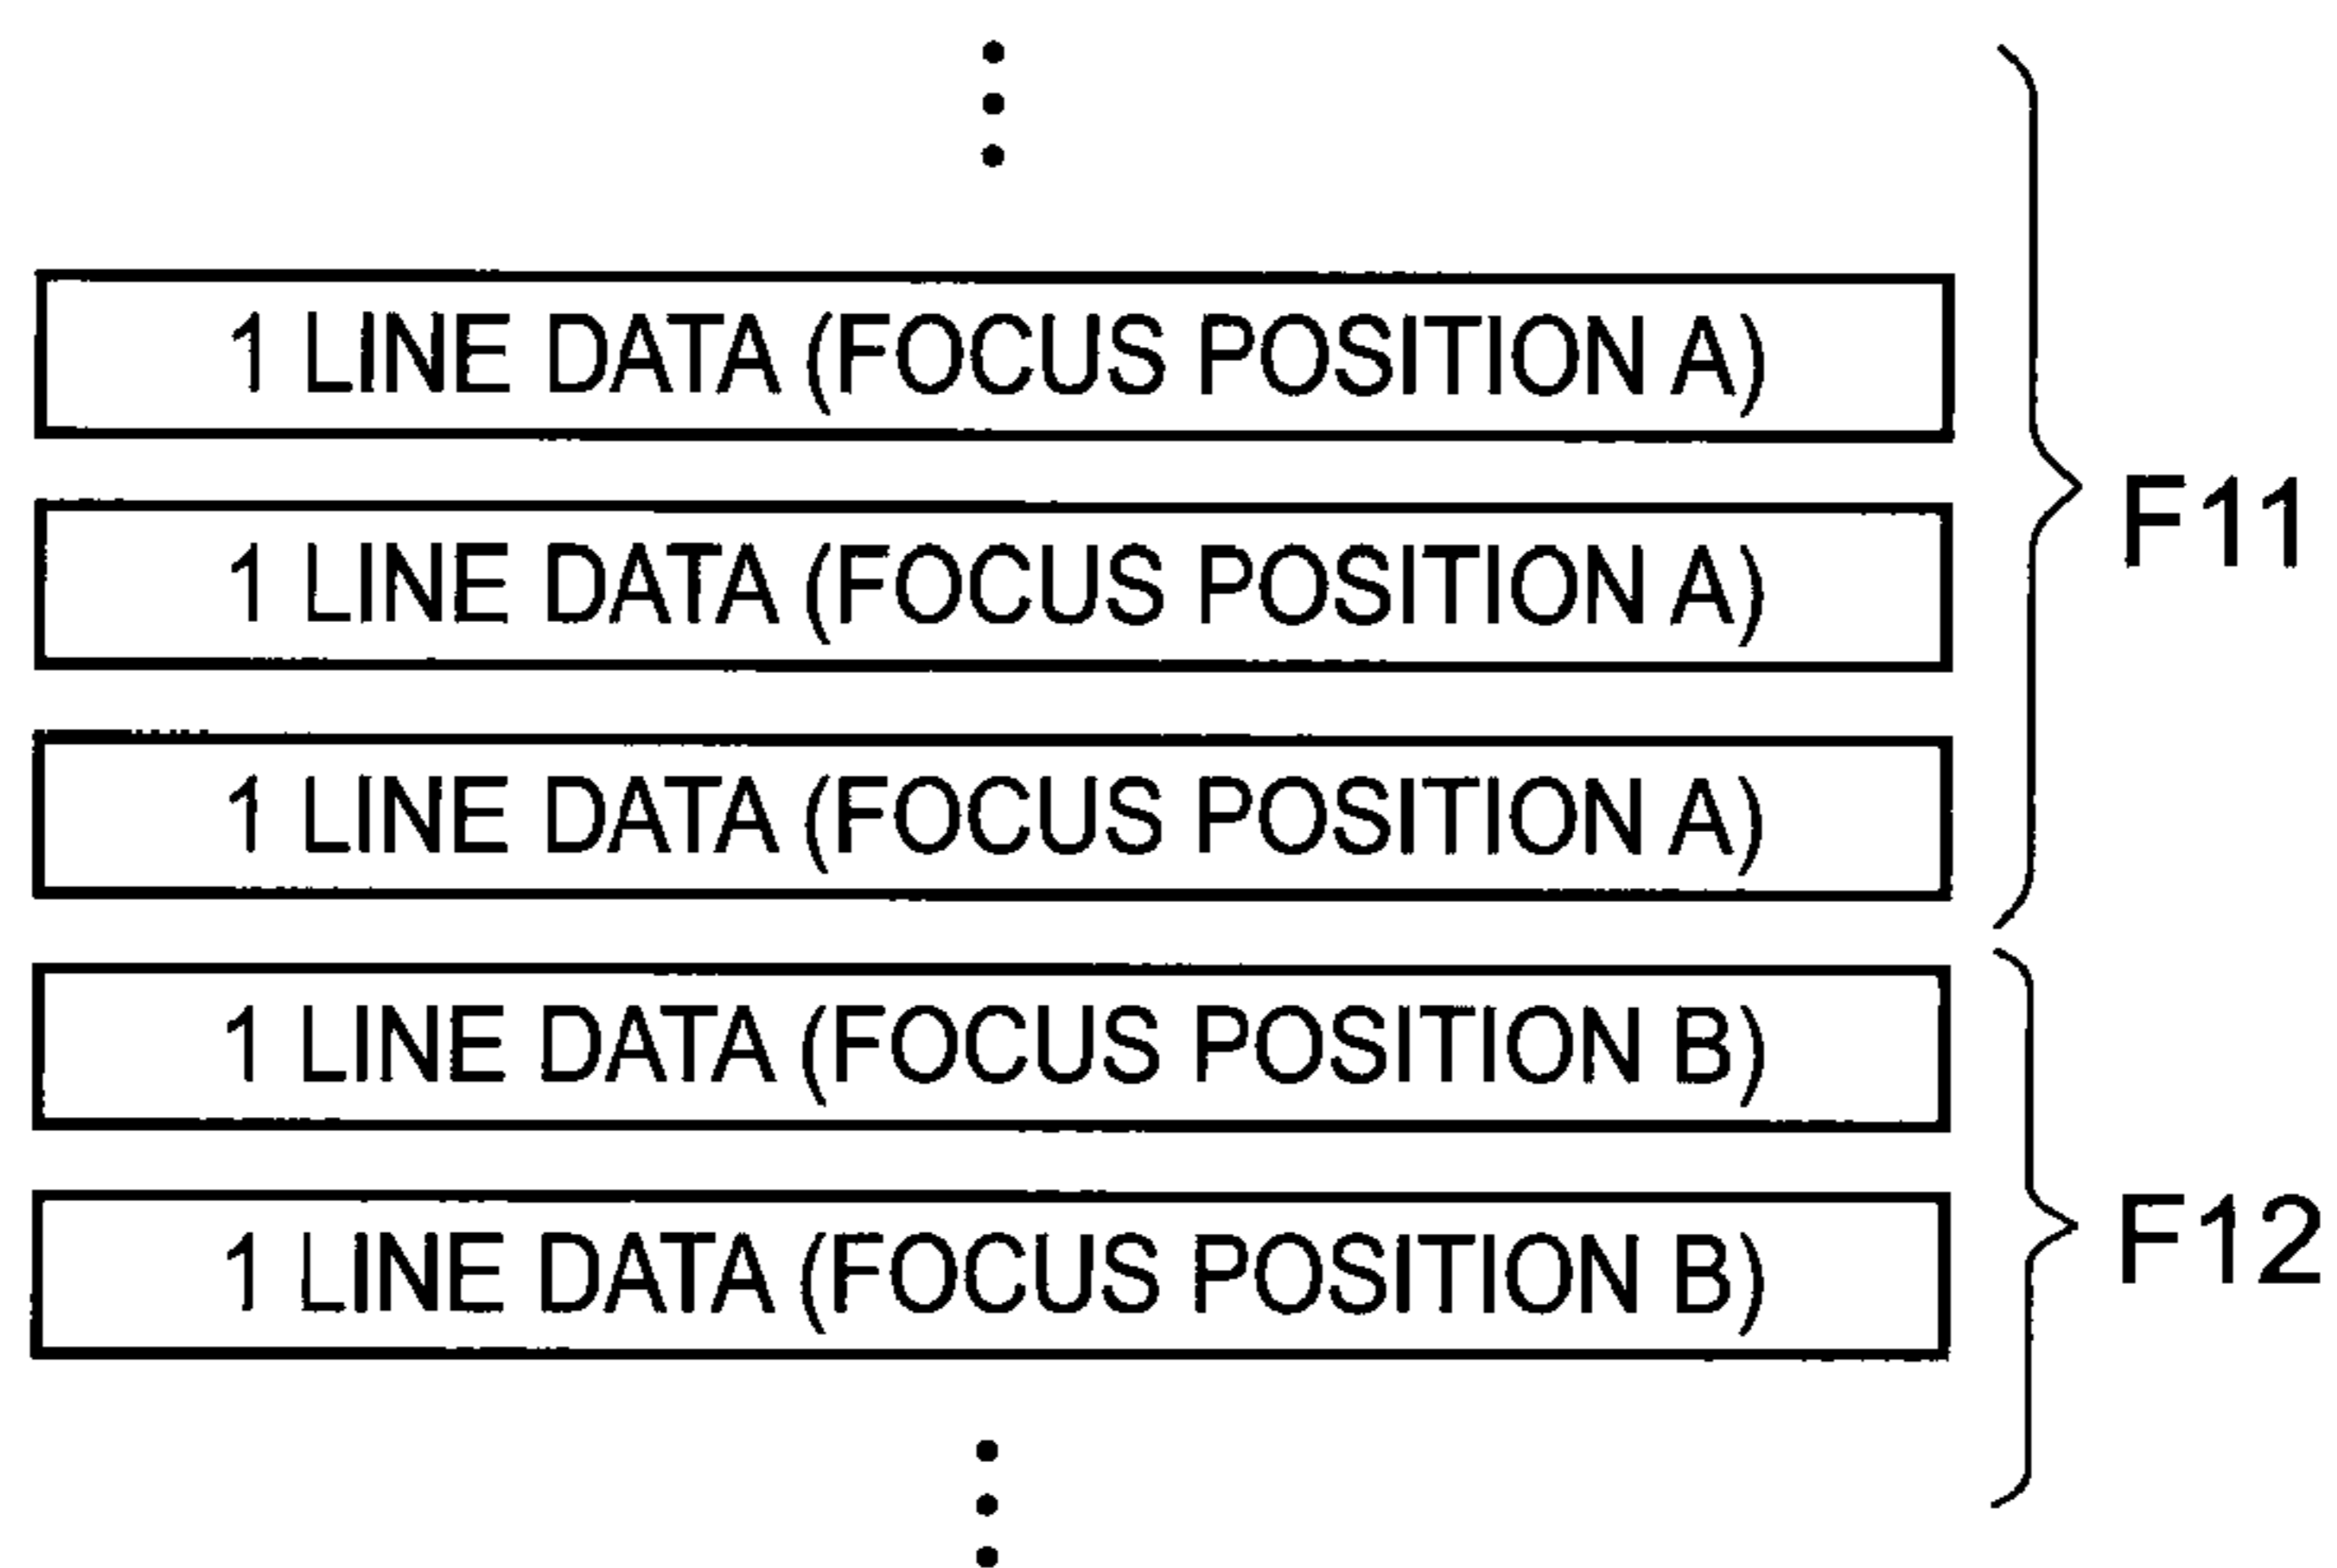 1 LINE DATA (FOCUS POSITION A)
1 LINE DATA (FOCUS POSITION A)
F11
1 LINE DATA (FOCUS POSITION A)
1 LINE DATA (FOCUS POSITION B)
1 LINE DATA (FOCUS POSITION B)
F12